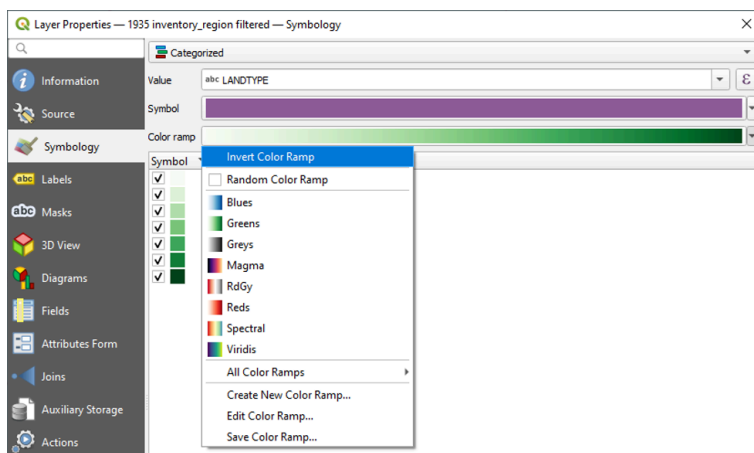 Layer Properties — 1935 inventory_region filtered — Symbology
Categorized
Information
Value
abc LANDTYPE
ε
Source
Symbol
Symbology
Color ramp
Symbol
Invert Color Ramp
abc Labels
Random Color Ramp
abc Masks
Blues
Greens
3D View
Greys
Magma
Diagrams
RdGy
Fields
Reds
Spectral
Attributes Form
Viridis
Joins
All Color Ramps
Create New Color Ramp...
Auxiliary Storage
Edit Color Ramp...
Actions
Save Color Ramp...